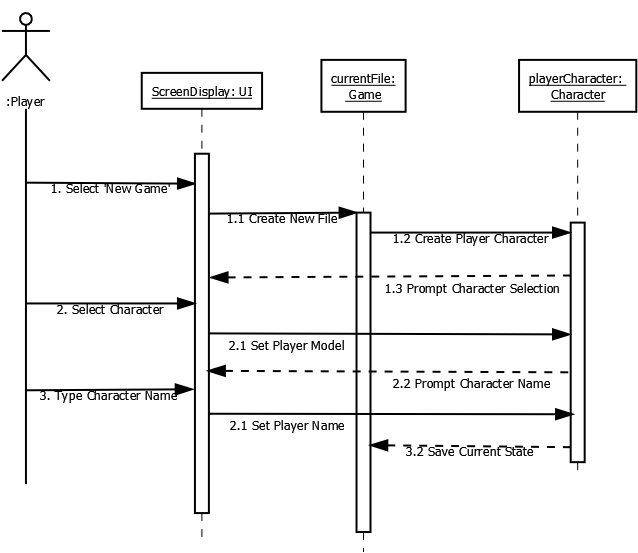 :Player
ScreenDisplay: UI
currentFile:
Game
playerCharacter:
Character
1. Select 'New Game'
1.1 Create New File
1.2 Create Player Character
1.3 Prompt Character Selection
2. Select Character
2.1 Set Player Model
2.2 Prompt Character Name
3. Type Character Name
2.1 Set Player Name
3.2 Save Current State